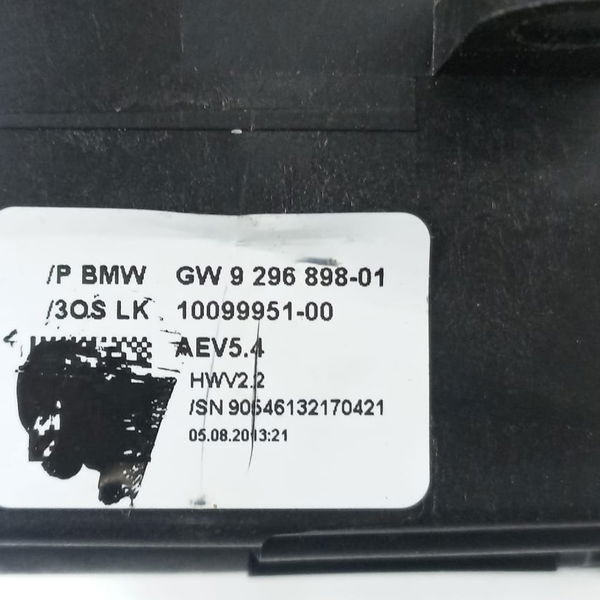 /P BMW GW 9 296 898-01
/3OS LK 10099951-00
AEV5.4
HWV2.2
/SN 90546132170421
05.08.2013:21